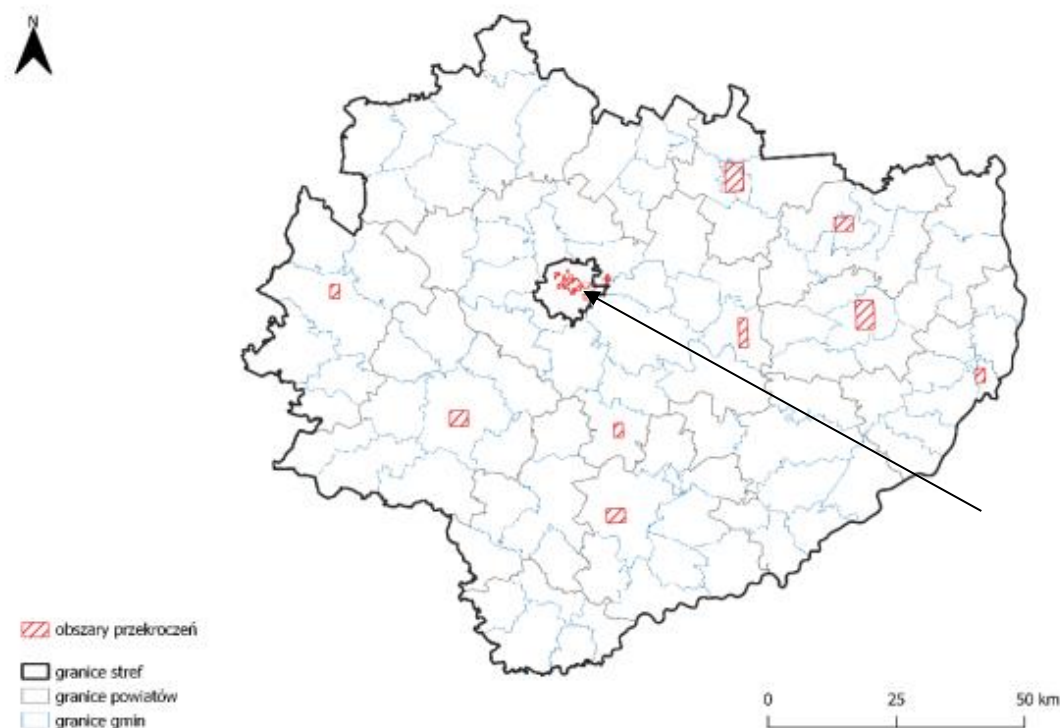 N
obszary przekroczeń
granice stref
granice powiatów
granice gmin
0 25 50 km